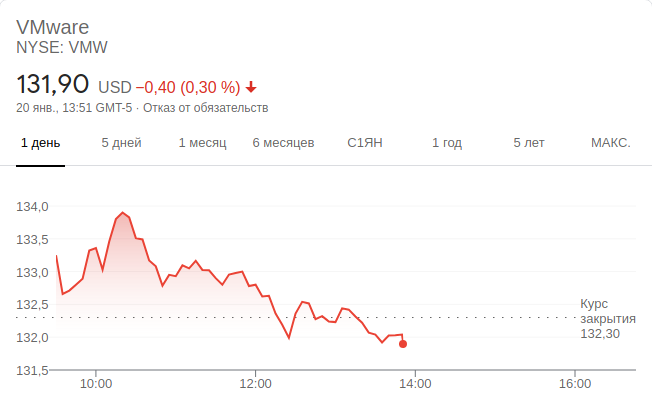 VMware
NYSE: VMW
131,90 USD −0,40 (0,30 %)
20 янв., 13:51 GMT-5 · Отказ от обязательств
1 день 5 дней 1 месяц 6 месяцев С1ЯН 1 год 5 лет МАКС.
134,0
133,5
133,0
132,5
132,0
131,5
Курс
закрытия
132,30
10:00 12:00 14:00 16:00